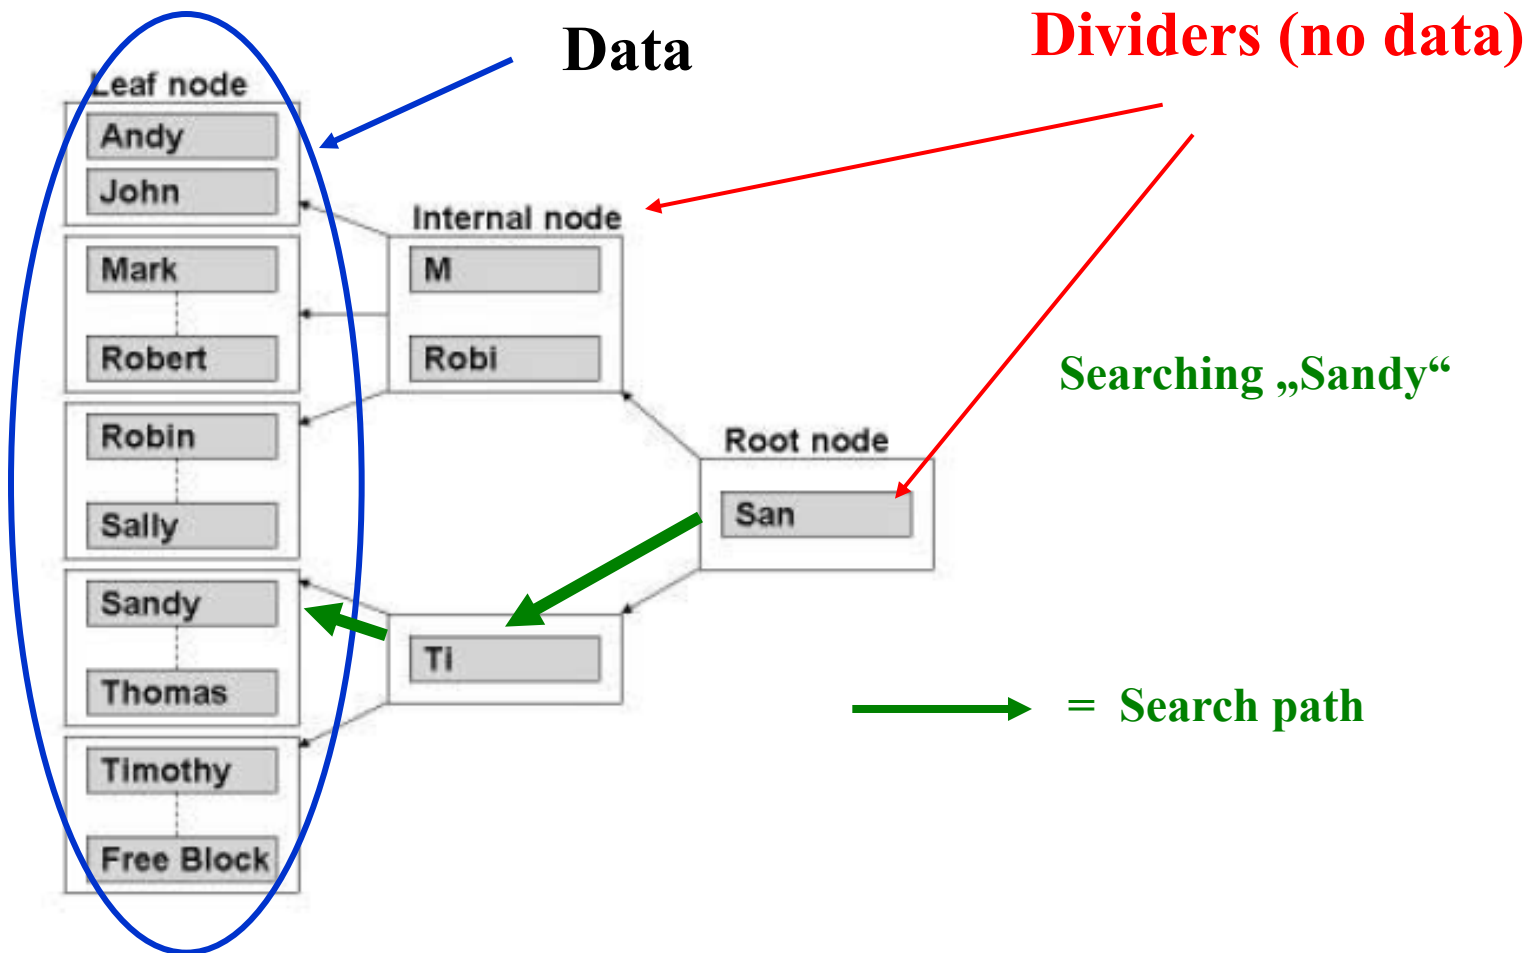 Data
Dividers (no data)
Leaf node
Andy
John
Internal node
Mark
M
Robert
Robi
Searching „Sandy“
Robin
Root node
Sally
San
Sandy
Ti
Thomas
= Search path
Timothy
Free Block